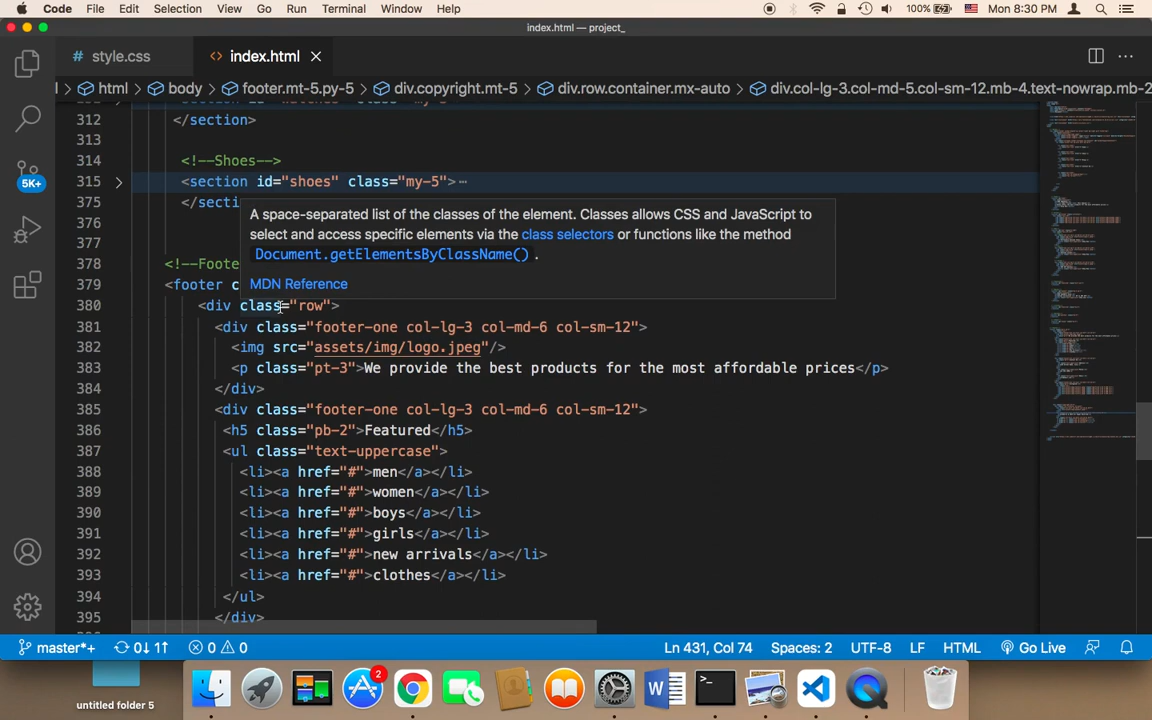 Code File Edit Selection View Go Run Terminal Window Help 100% Mon 8:30 PM
index.html — project_
# style.css <> index.html
html > body > footer.mt-5.py-5 > div.copyright.mt-5 > div.row.container.mx-auto > div.col-lg-3.col-md-5.col-sm-12.mb-4.text-nowrap.mb-2
312 </section>
313
314 <!--Shoes-->
315 > <section id="shoes" class="my-5">⋯
375 </secti
376
377
378 <!--Foote
379 <footer c
A space-separated list of the classes of the element. Classes allows CSS and JavaScript to
select and access specific elements via the class selectors or functions like the method
Document.getElementsByClassName() .
MDN Reference
380 <div class="row">
381 <div class="footer-one col-lg-3 col-md-6 col-sm-12">
382 <img src="assets/img/logo.jpeg"/>
383 <p class="pt-3">We provide the best products for the most affordable prices</p>
384 </div>
385 <div class="footer-one col-lg-3 col-md-6 col-sm-12">
386 <h5 class="pb-2">Featured</h5>
387 <ul class="text-uppercase">
388 <li><a href="#">men</a></li>
389 <li><a href="#">women</a></li>
390 <li><a href="#">boys</a></li>
391 <li><a href="#">girls</a></li>
392 <li><a href="#">new arrivals</a></li>
393 <li><a href="#">clothes</a></li>
394 </ul>
395 </div>
5K+
master*+ 0↓ 1↑ 0 0 Ln 431, Col 74 Spaces: 2 UTF-8 LF HTML Go Live
2
untitled folder 5